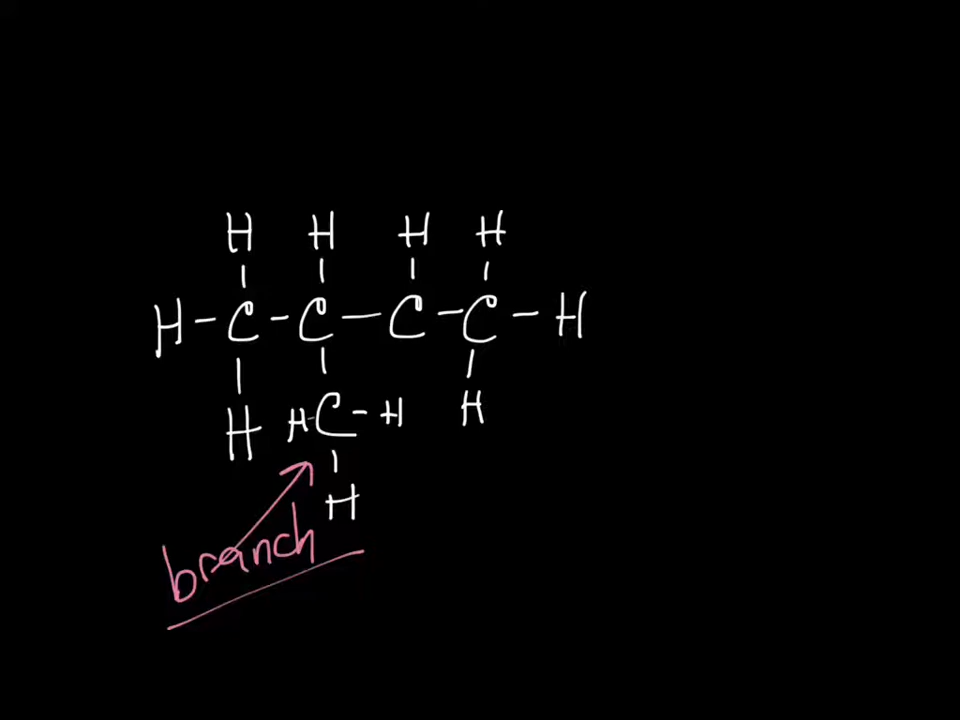 H H H H
H-C-C-C-C-H
H H-C-H H
H
branch